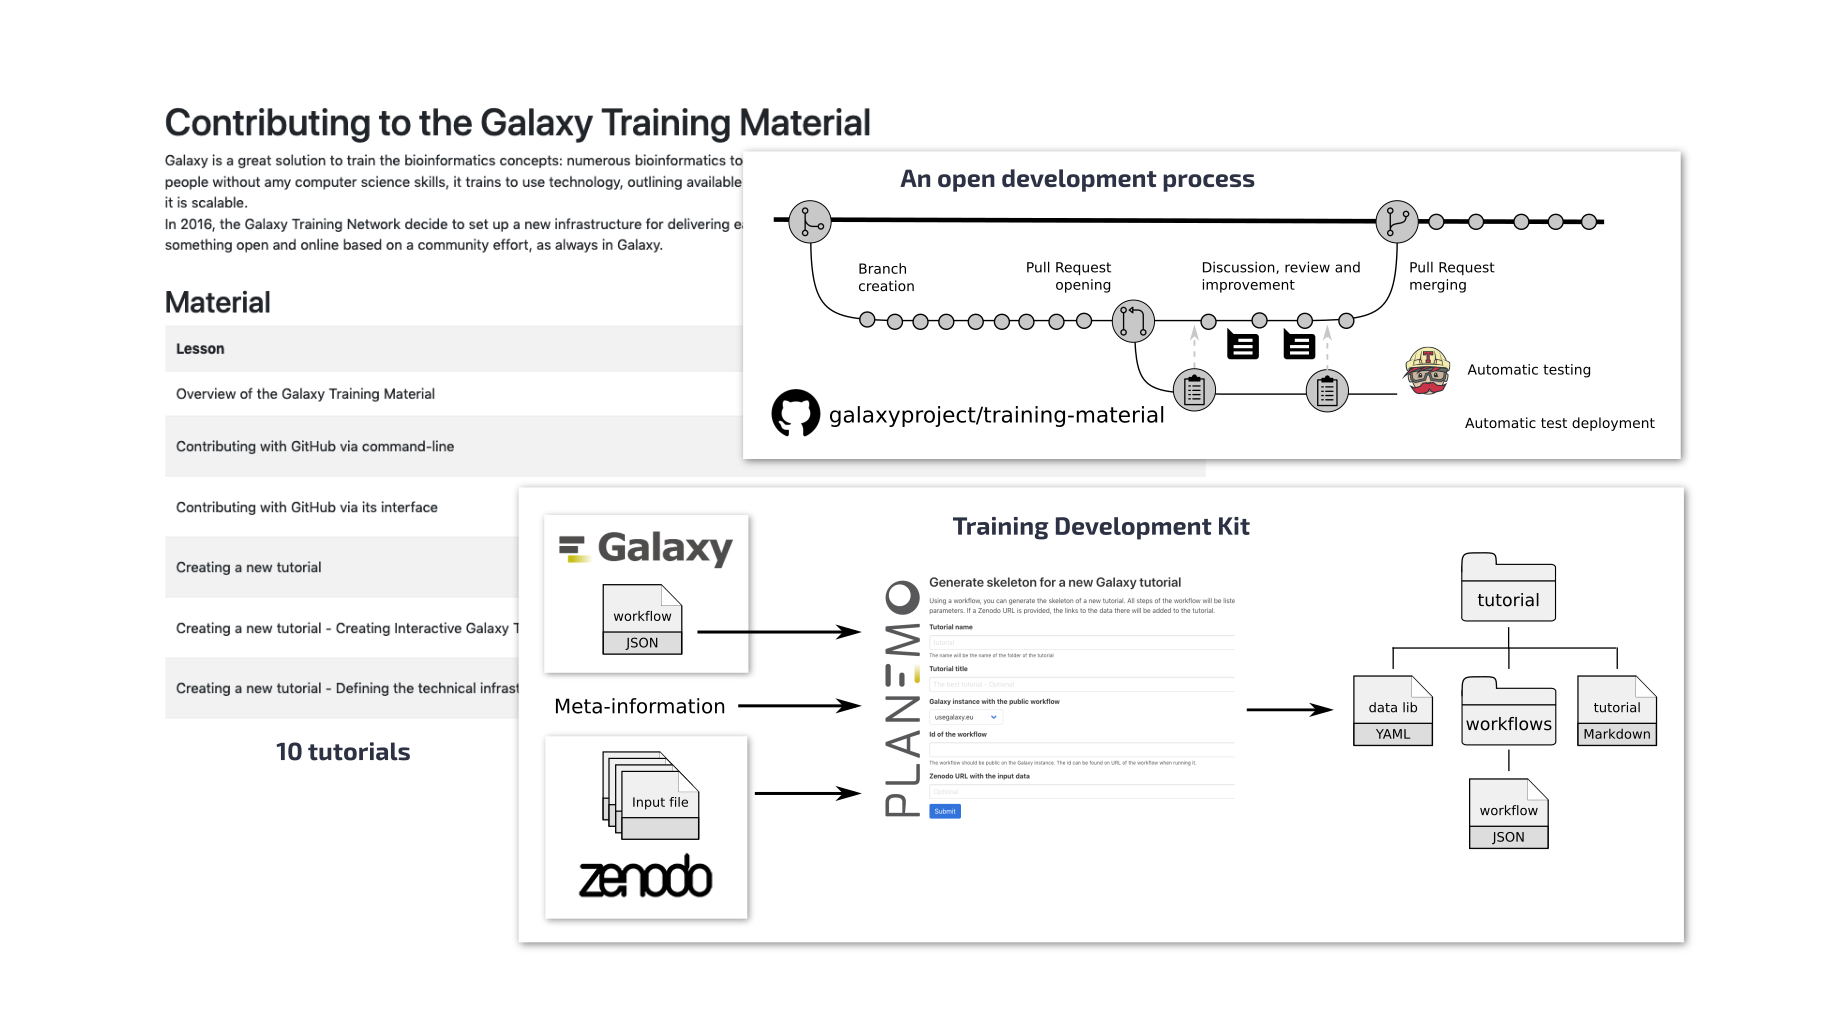 Contributing to the Galaxy Training Material
Galaxy is a great solution to train the bioinformatics concepts: numerous bioinformatics to
people without amy computer science skills, it trains to use technology, outlining available
it is scalable.
In 2016, the Galaxy Training Network decide to set up a new infrastructure for delivering ea
something open and online based on a community effort, as always in Galaxy.
Material
Lesson
Overview of the Galaxy Training Material
Contributing with GitHub via command-line
Contributing with GitHub via its interface
Creating a new tutorial
Creating a new tutorial - Creating Interactive Galaxy T
Creating a new tutorial - Defining the technical infrast
10 tutorials
An open development process
Branch
creation
Pull Request
opening
Discussion, review and
improvement
Pull Request
merging
T
Automatic testing
galaxyproject/training-material
Automatic test deployment
Training Development Kit
Galaxy
workflow
JSON
Meta-information
Input file
zenodo
PLANEMO
Generate skeleton for a new Galaxy tutorial
Using a workflow, you can generate the skeleton of a new tutorial. All steps of the workflow will be liste
parameters. If a Zenodo URL is provided, the links to the data there will be added to the tutorial.
Tutorial name
tutorial
The name will be the name of the folder of the tutorial
Tutorial title
The best tutorial - Optional
Galaxy instance with the public workflow
usegalaxy.eu
Id of the workflow
The workflow should be public on the Galaxy instance. The id can be found on URL of the workflow when running it.
Zenodo URL with the input data
Optional
Submit
tutorial
data lib
YAML
workflows
tutorial
Markdown
workflow
JSON